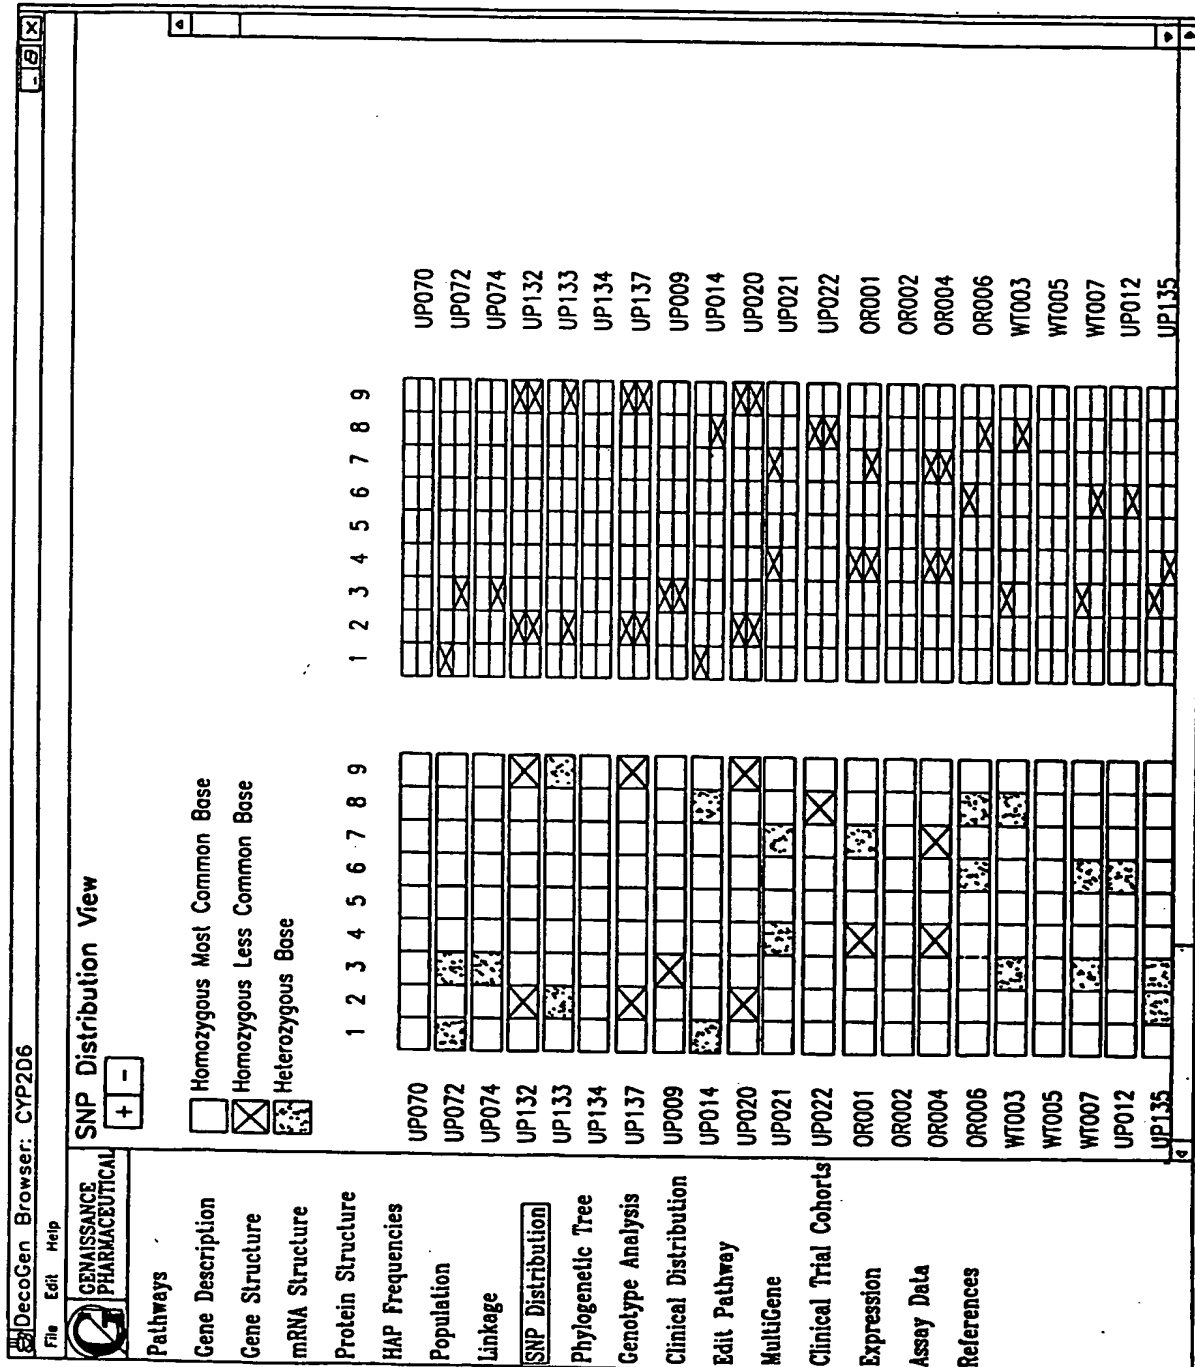 DecoGen Browser: CYP2D6
File Edit Help
GENAISSANCE
PHARMACEUTICAL
Pathways
Gene Description
Gene Structure
mRNA Structure
Protein Structure
HAP Frequencies
Population
Linkage
SNP Distribution
Phylogenetic Tree
Genotype Analysis
Clinical Distribution
Edit Pathway
MultiGene
Clinical Trial Cohorts
Expression
Assay Data
References
SNP Distribution View
+ -
Homozygous Most Common Base
Homozygous Less Common Base
Heterozygous Base
1 2 3 4 5 6 7 8 9 1 2 3 4 5 6 7 8 9
UP070 UP070
UP072 UP072
UP074 UP074
UP132 UP132
UP133 UP133
UP134 UP134
UP137 UP137
UP009 UP009
UP014 UP014
UP020 UP020
UP021 UP021
UP022 UP022
OR001 OR001
OR002 OR002
OR004 OR004
OR006 OR006
WT003 WT003
WT005 WT005
WT007 WT007
UP012 UP012
UP135 UP135